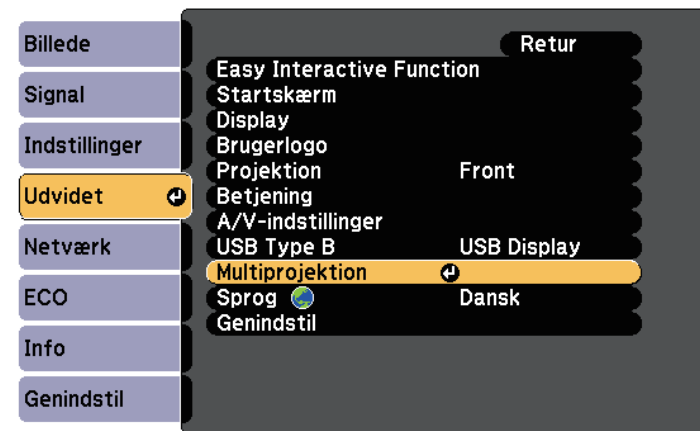 Billede
Signal
Indstillinger
Udvidet
Netværk
ECO
Info
Genindstil
Retur
Easy Interactive Function
Startskærm
Display
Brugerlogo
Projektion Front
Betjening
A/V-indstillinger
USB Type B USB Display
Multiprojektion
Sprog Dansk
Genindstil